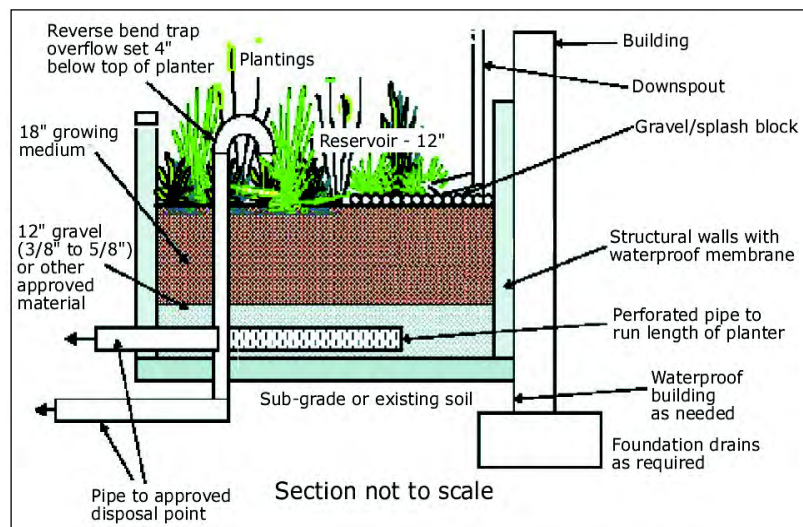 Reverse bend trap
overflow set 4"
below top of planter
Plantings
Building
Downspout
18" growing
medium
Reservoir - 12"
Gravel/splash block
12" gravel
(3/8" to 5/8")
or other
approved
material
Structural walls with
waterproof membrane
Perforated pipe to
run length of planter
Sub-grade or existing soil
Waterproof
building
as needed
Foundation drains
as required
Pipe to approved
disposal point
Section not to scale